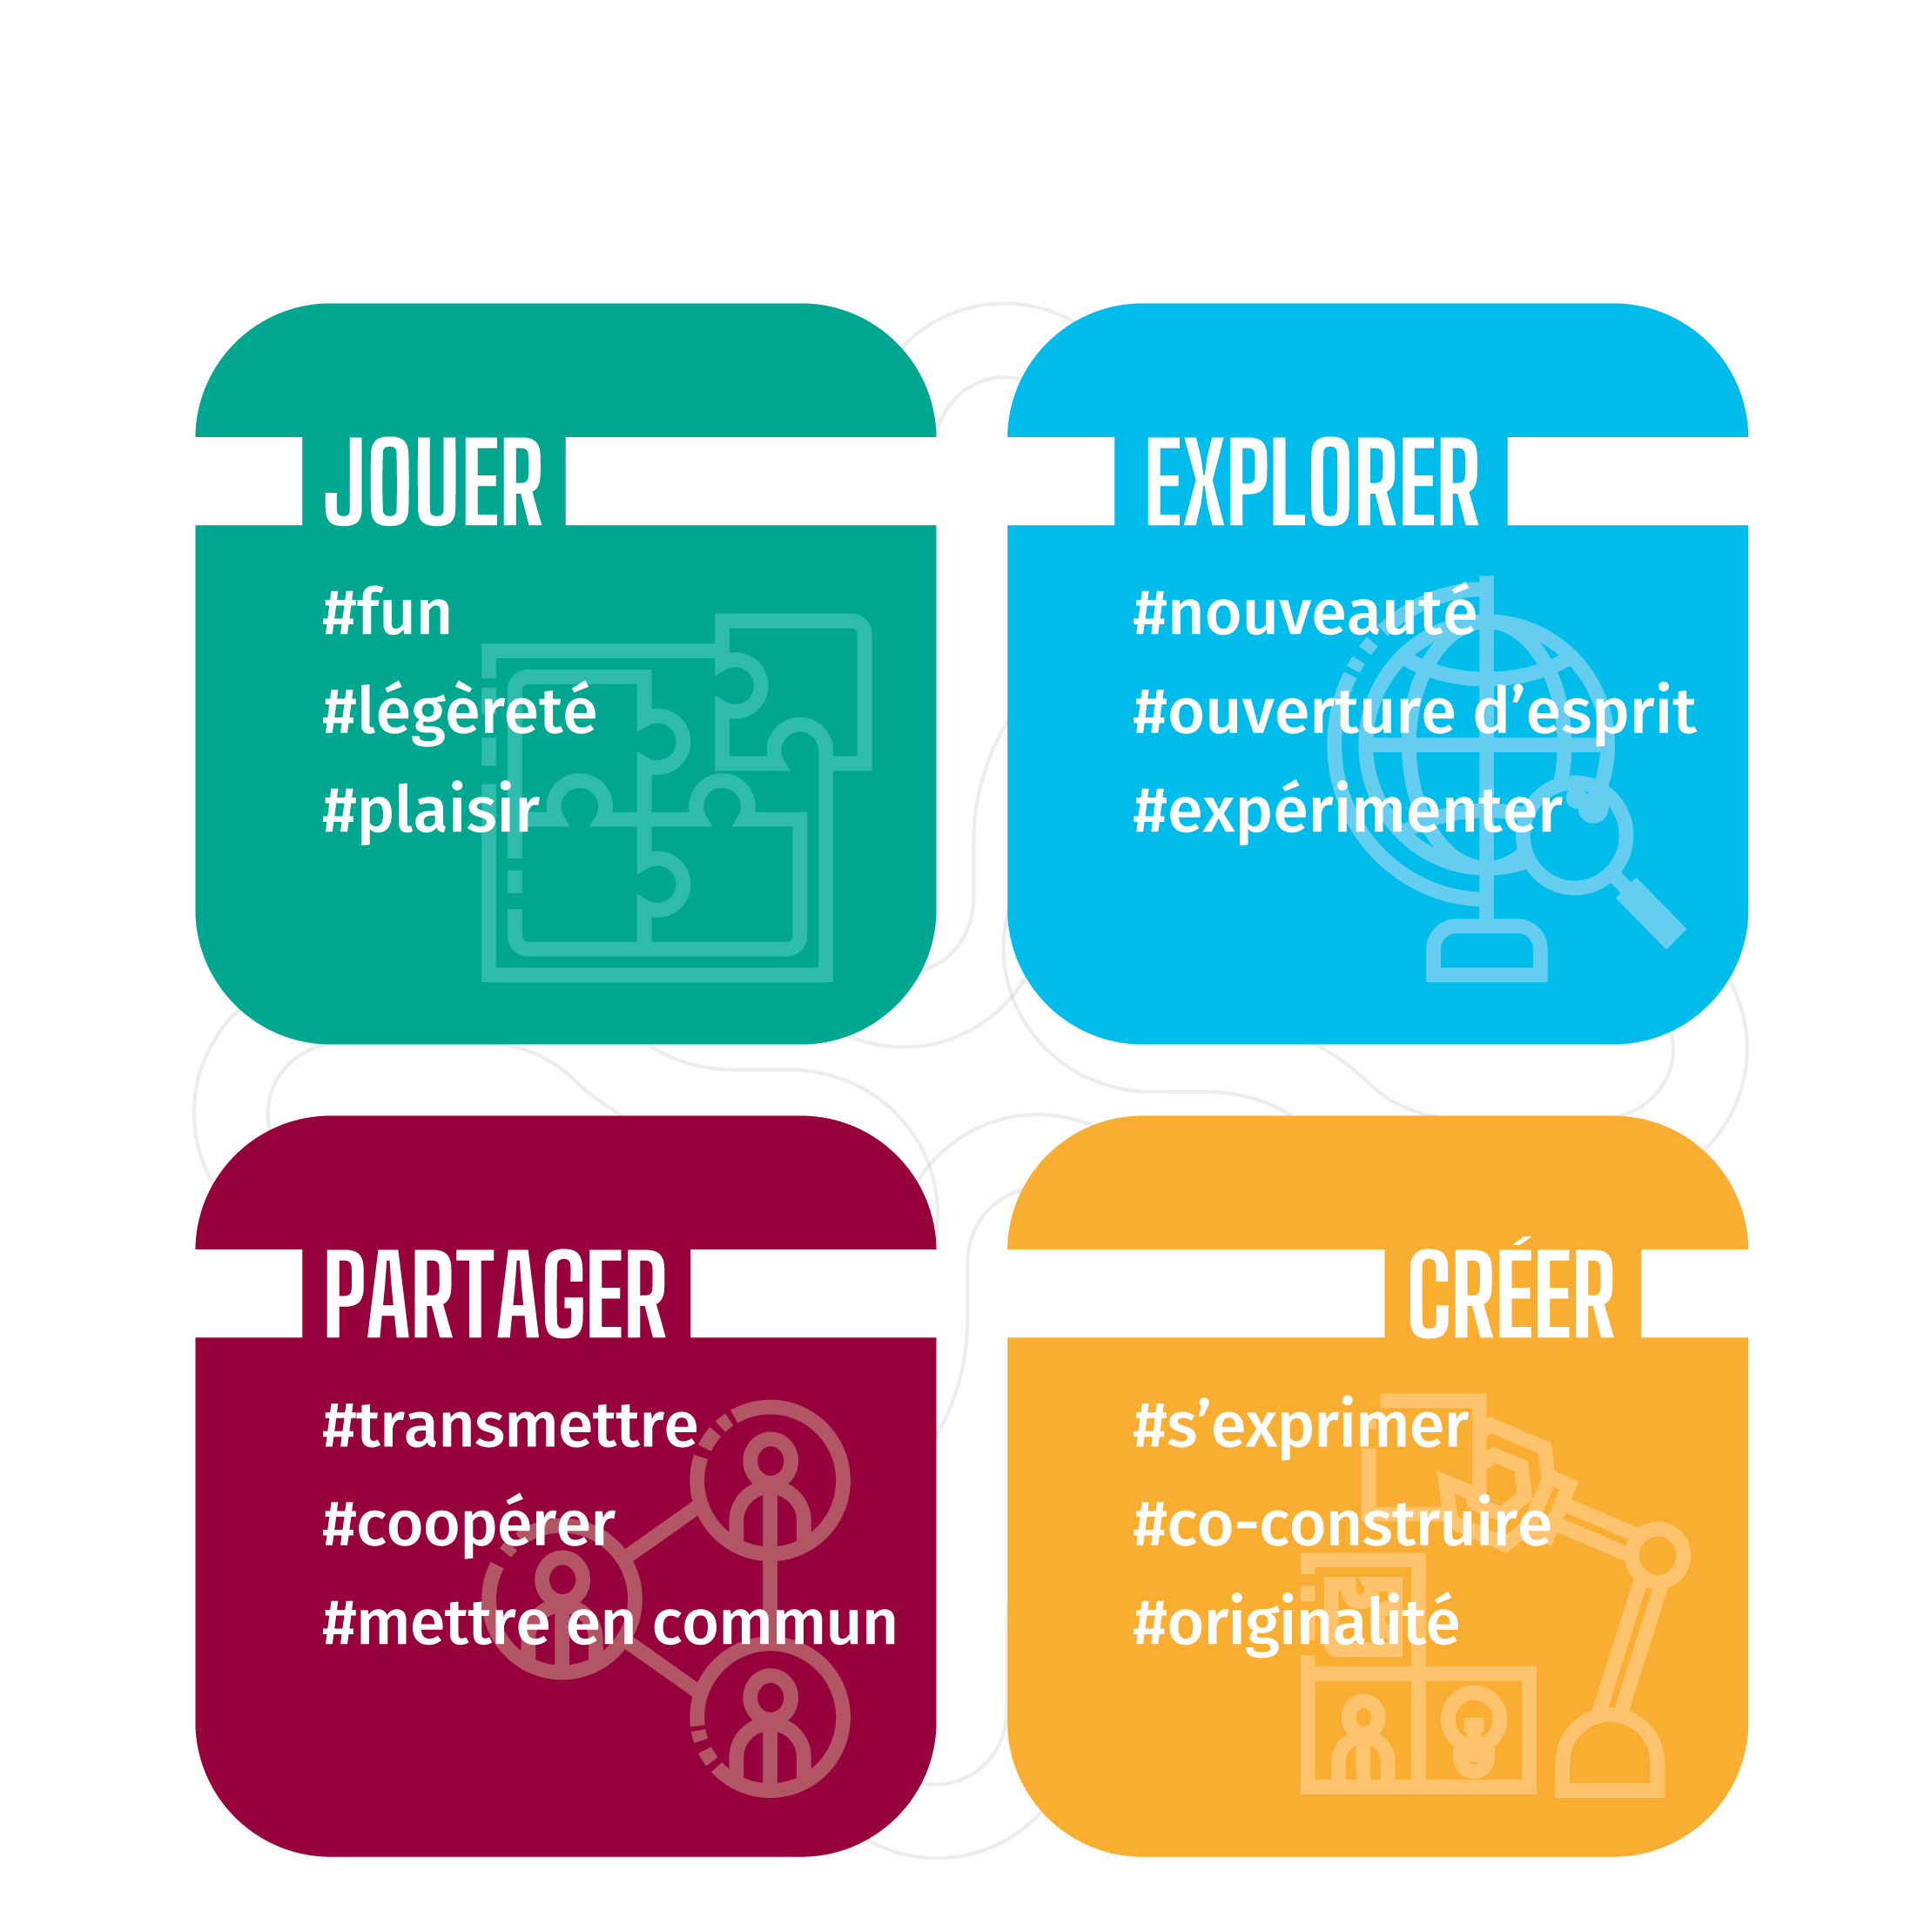 JOUER
#fun
#légèreté
#plaisir
EXPLORER
#nouveauté
#ouverture d'esprit
#expérimenter
PARTAGER
#transmettre
#coopérer
#mettre en commun
CRÉER
#s'exprimer
#co-construire
#originalité